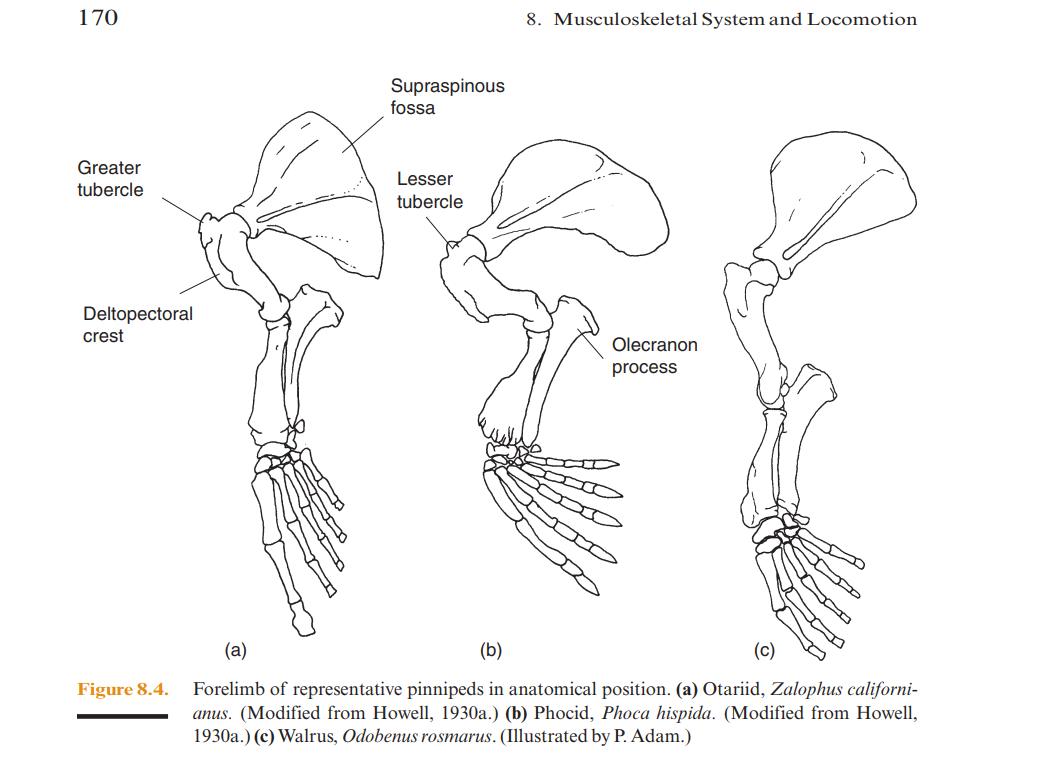 170
8. Musculoskeletal System and Locomotion
Supraspinous
fossa
Greater
tubercle
Lesser
tubercle
Deltopectoral
crest
Olecranon
process
(a)
(b)
(c)
Figure 8.4.
Forelimb of representative pinnipeds in anatomical position. (a) Otariid, Zalophus californi-
anus. (Modified from Howell, 1930a.) (b) Phocid, Phoca hispida. (Modified from Howell,
1930a.) (c) Walrus, Odobenus rosmarus. (Illustrated by P. Adam.)